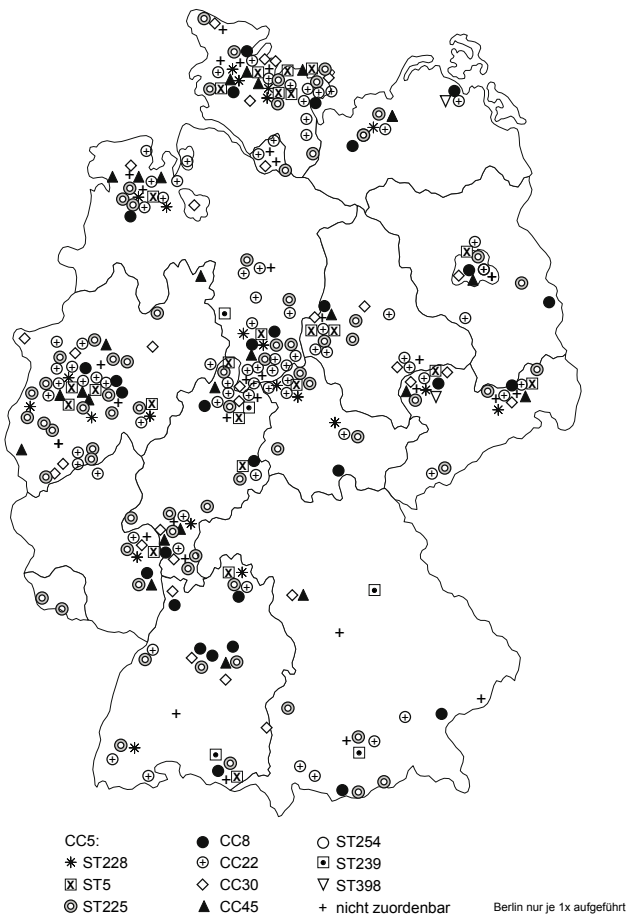 CC5:
ST228
ST5
ST225
CC8
CC22
CC30
CC45
ST254
ST239
ST398
+ nicht zuordenbar
Berlin nur je 1x aufgeführt